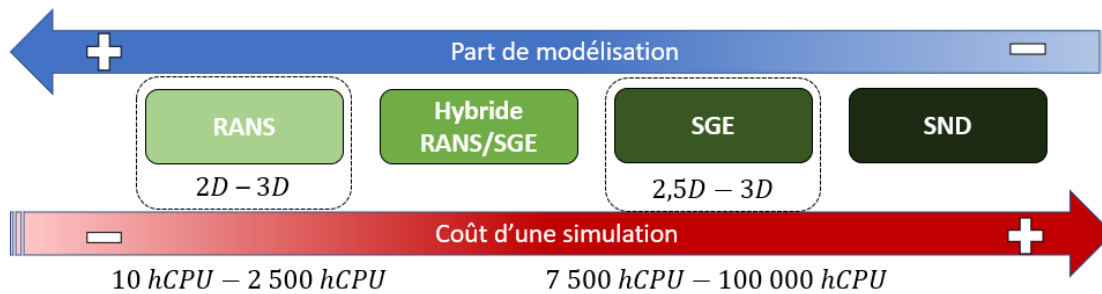 + Part de modélisation −
RANS
Hybride
RANS/SGE
SGE
SND
2D – 3D
2,5D − 3D
− Coût d'une simulation +
10 hCPU − 2 500 hCPU
7 500 hCPU − 100 000 hCPU